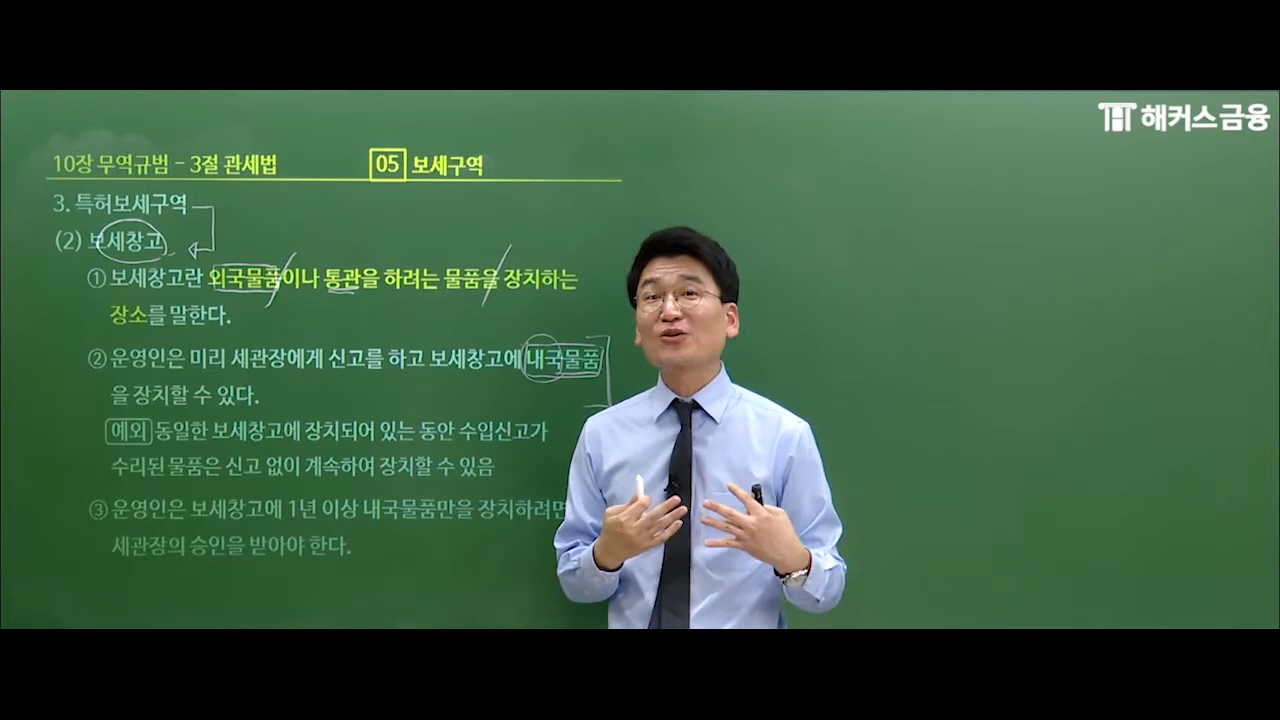 해커스금융
10장 무역규범 - 3절 관세법
05 보세구역
3. 특허보세구역
(2) 보세창고
① 보세창고란 외국물품이나 통관을 하려는 물품을 장치하는
장소를 말한다.
② 운영인은 미리 세관장에게 신고를 하고 보세창고에 내국물품
을 장치할 수 있다.
예외 동일한 보세창고에 장치되어 있는 동안 수입신고가
수리된 물품은 신고 없이 계속하여 장치할 수 있음
③ 운영인은 보세창고에 1년 이상 내국물품만을 장치하려면
세관장의 승인을 받아야 한다.